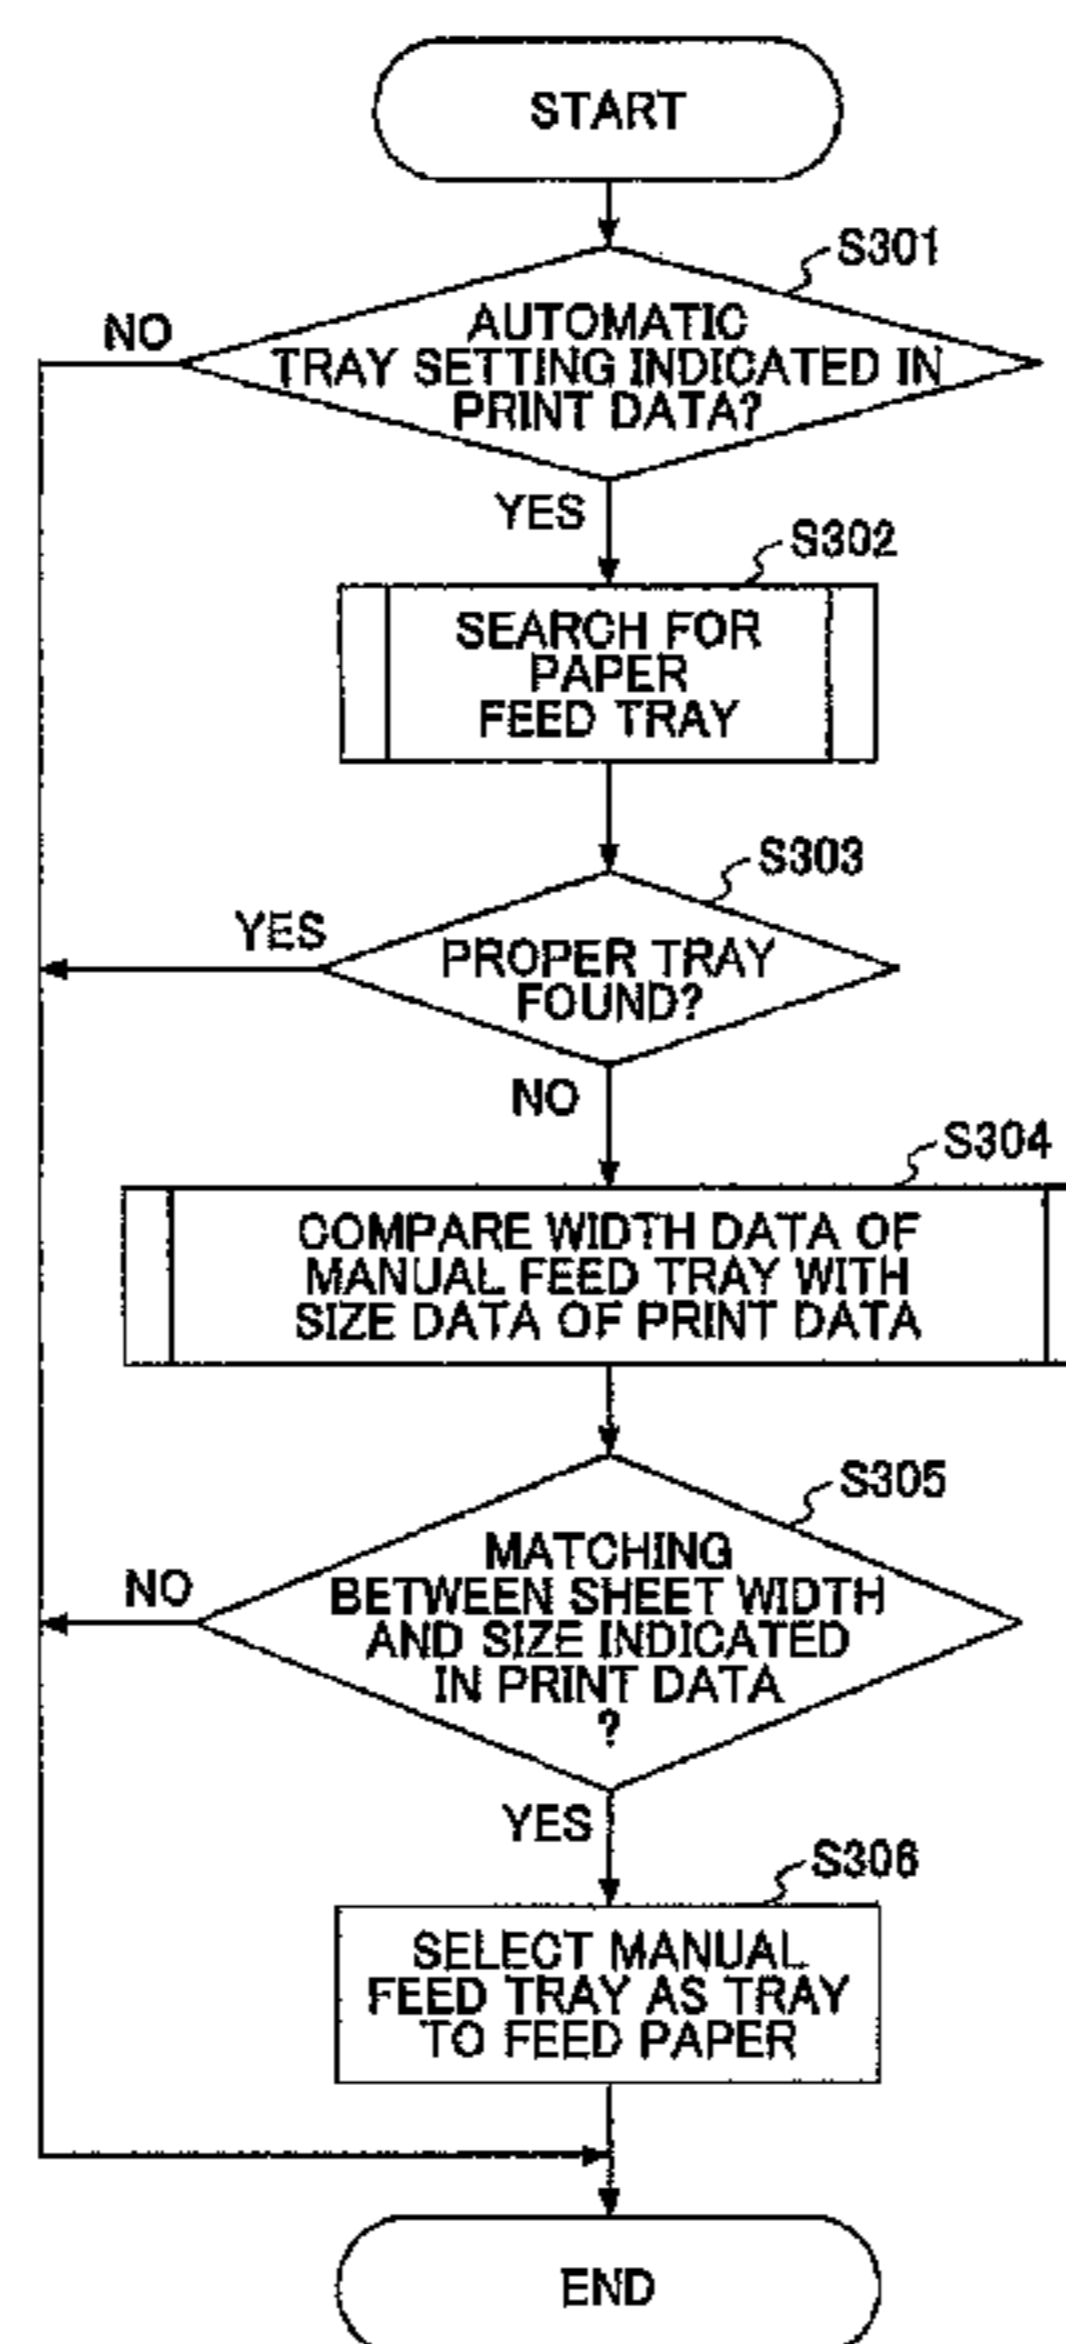 START
S301
NO
AUTOMATIC
TRAY SETTING INDICATED IN
PRINT DATA?
YES
S302
SEARCH FOR
PAPER
FEED TRAY
S303
YES
PROPER TRAY
FOUND?
NO
S304
COMPARE WIDTH DATA OF
MANUAL FEED TRAY WITH
SIZE DATA OF PRINT DATA
S305
NO
MATCHING
BETWEEN SHEET WIDTH
AND SIZE INDICATED
IN PRINT DATA
?
YES
S306
SELECT MANUAL
FEED TRAY AS TRAY
TO FEED PAPER
END